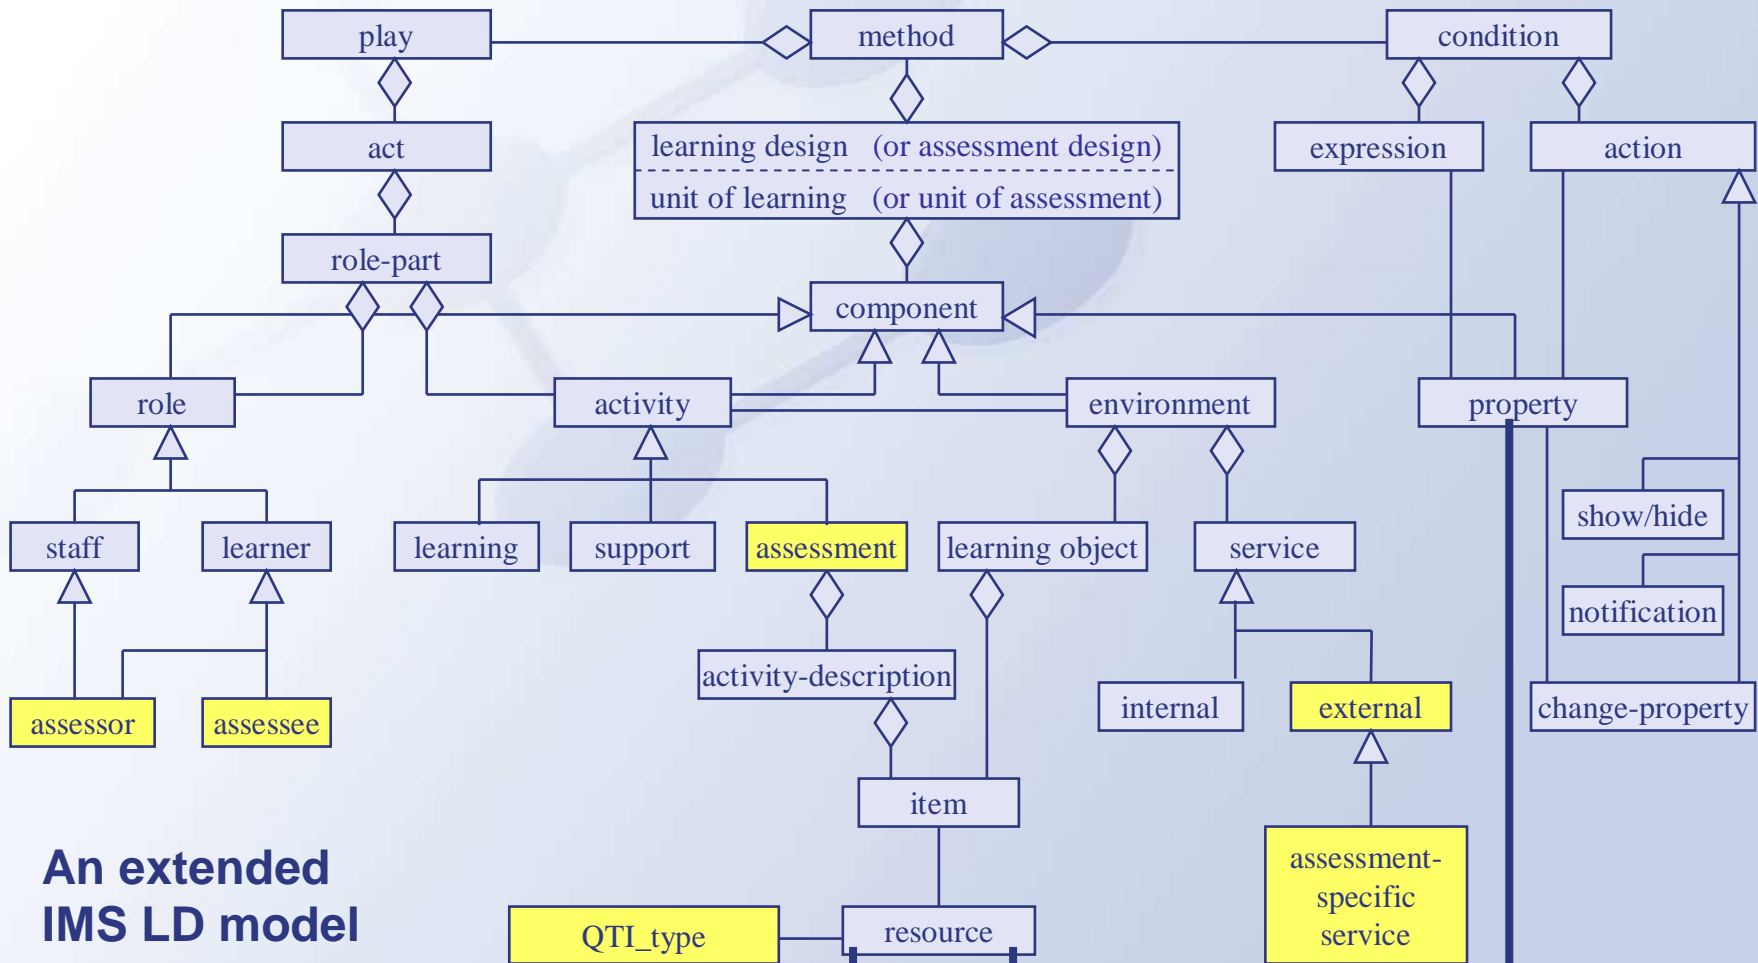 play
method
condition
act
learning design (or assessment design)
unit of learning (or unit of assessment)
expression
action
role-part
component
role
activity
environment
property
staff
learner
learning
support
assessment
learning object
service
show/hide
notification
assessor
assessee
activity-description
internal
external
change-property
item
assessment-
specific
service
An extended
IMS LD model
QTI_type
resource